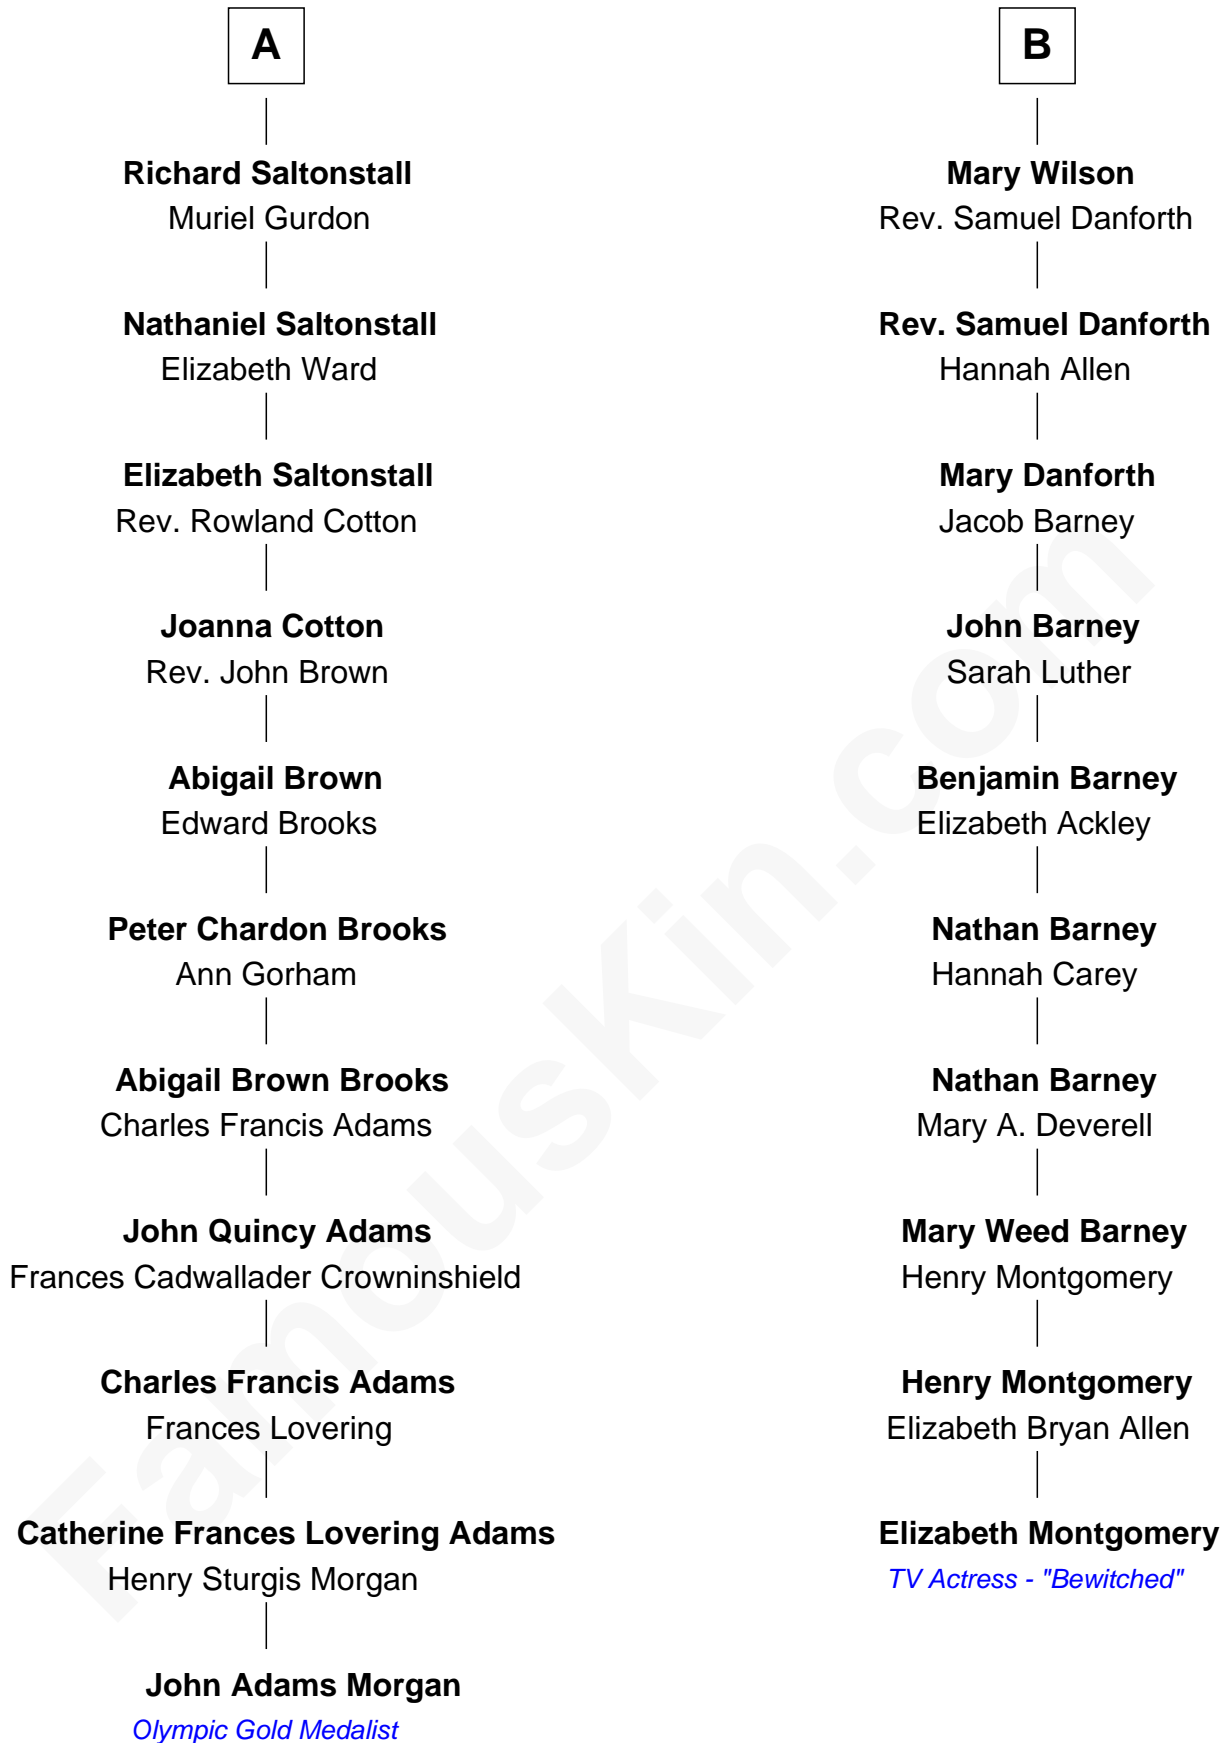 A
Richard Saltonstall
Muriel Gurdon
Nathaniel Saltonstall
Elizabeth Ward
Elizabeth Saltonstall
Rev. Rowland Cotton
Joanna Cotton
Rev. John Brown
Abigail Brown
Edward Brooks
Peter Chardon Brooks
Ann Gorham
Abigail Brown Brooks
Charles Francis Adams
John Quincy Adams
Frances Cadwallader Crowninshield
Charles Francis Adams
Frances Lovering
Catherine Frances Lovering Adams
Henry Sturgis Morgan
John Adams Morgan
Olympic Gold Medalist
B
Mary Wilson
Rev. Samuel Danforth
Rev. Samuel Danforth
Hannah Allen
Mary Danforth
Jacob Barney
John Barney
Sarah Luther
Benjamin Barney
Elizabeth Ackley
Nathan Barney
Hannah Carey
Nathan Barney
Mary A. Deverell
Mary Weed Barney
Henry Montgomery
Henry Montgomery
Elizabeth Bryan Allen
Elizabeth Montgomery
TV Actress - "Bewitched"
FamousKin.com